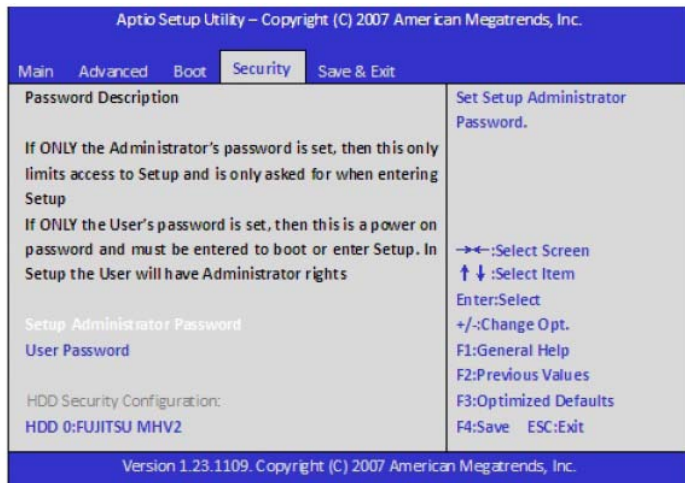 Aptio Setup Utility – Copyright (C) 2007 American Megatrends, Inc.
Main Advanced Boot Security Save & Exit
Password Description
If ONLY the Administrator's password is set, then this only
limits access to Setup and is only asked for when entering
Setup
If ONLY the User's password is set, then this is a power on
password and must be entered to boot or enter Setup. In
Setup the User will have Administrator rights
Setup Administrator Password
User Password
HDD Security Configuration:
HDD 0:FUJITSU MHV2
Set Setup Administrator
Password.
→←:Select Screen
↑↓:Select Item
Enter:Select
+/-:Change Opt.
F1:General Help
F2:Previous Values
F3:Optimized Defaults
F4:Save ESC:Exit
Version 1.23.1109. Copyright (C) 2007 American Megatrends, Inc.